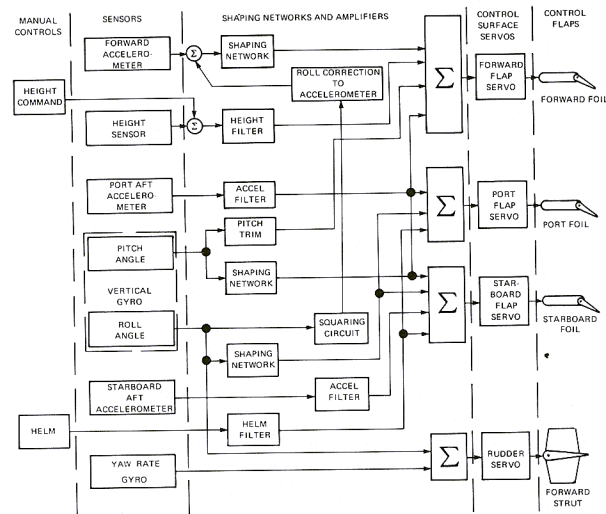 MANUAL
CONTROLS
SENSORS
SHAPING NETWORKS AND AMPLIFIERS
CONTROL
SURFACE
SERVOS
CONTROL
FLAPS
FORWARD
ACCELERO-
METER
Σ
SHAPING
NETWORK
ROLL CORRECTION
TO
ACCELEROMETER
Σ
FORWARD
FLAP
SERVO
FORWARD FOIL
HEIGHT
COMMAND
HEIGHT
SENSOR
Σ
HEIGHT
FILTER
PORT AFT
ACCELERO-
METER
ACCEL
FILTER
Σ
PORT
FLAP
SERVO
PORT FOIL
PITCH
ANGLE
PITCH
TRIM
SHAPING
NETWORK
VERTICAL
GYRO
ROLL
ANGLE
SQUARING
CIRCUIT
Σ
STAR-
BOARD
FLAP
SERVO
STARBOARD
FOIL
SHAPING
NETWORK
STARBOARD
AFT
ACCELEROMETER
ACCEL
FILTER
HELM
HELM
FILTER
YAW RATE
GYRO
Σ
RUDDER
SERVO
FORWARD
STRUT